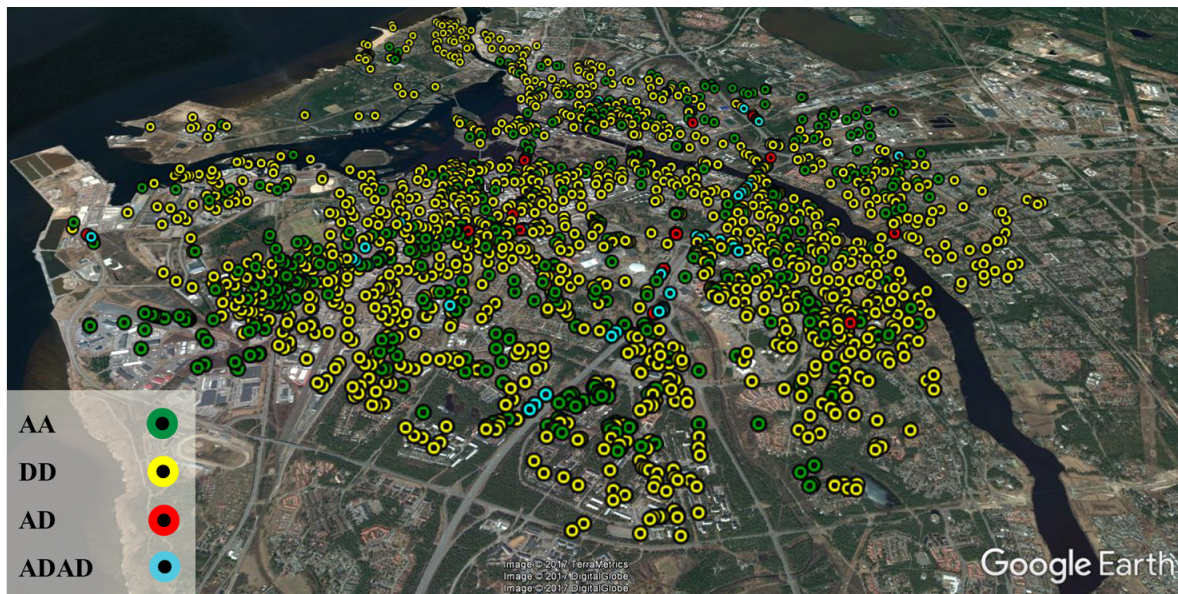 AA
DD
AD
ADAD
Image © 2017 TerraMetrics
Image © 2017 DigitalGlobe
Image © 2017 DigitalGlobe
Google Earth